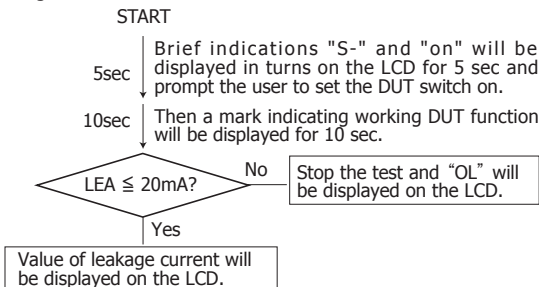 START
5sec
Brief indications "S-" and "on" will be
displayed in turns on the LCD for 5 sec and
prompt the user to set the DUT switch on.
10sec
Then a mark indicating working DUT function
will be displayed for 10 sec.
LEA ≦ 20mA?
No
Stop the test and “OL” will
be displayed on the LCD.
Yes
Value of leakage current will
be displayed on the LCD.